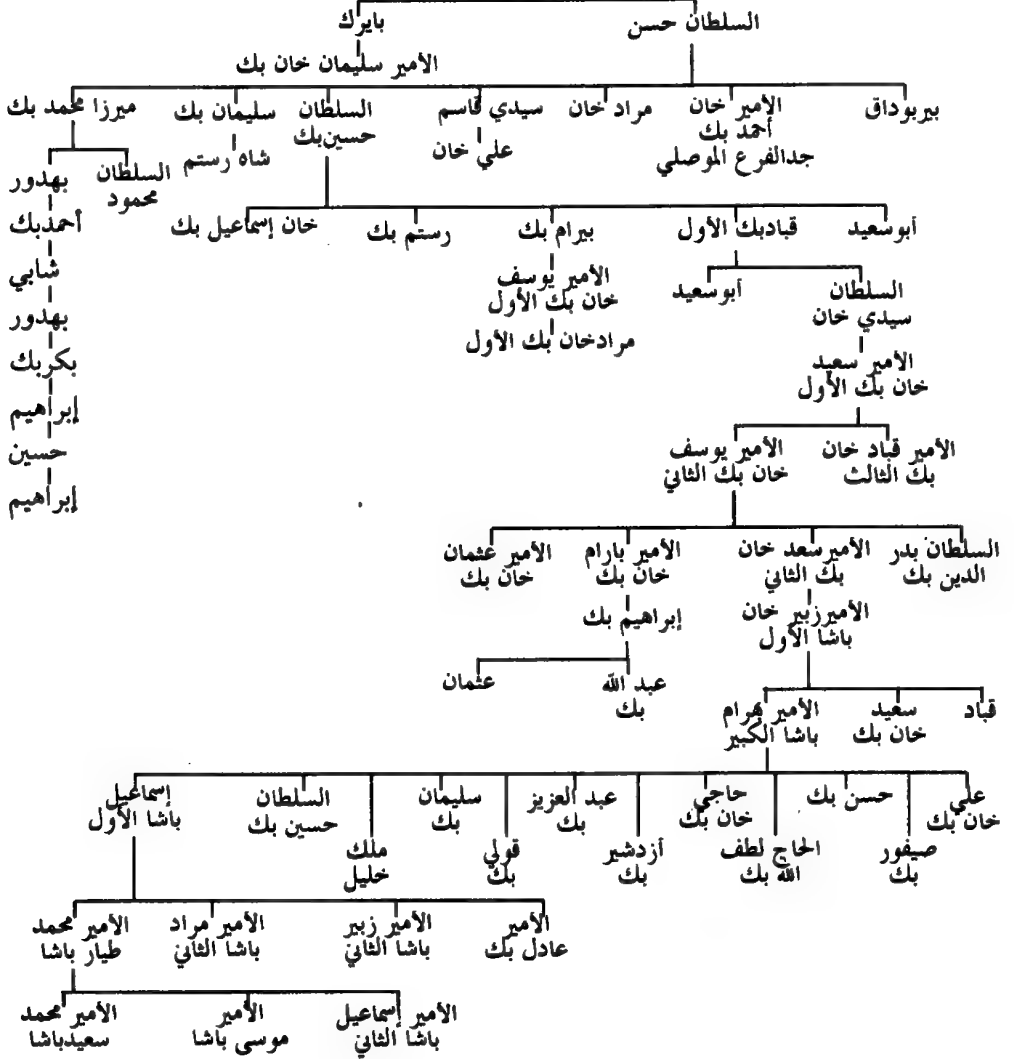 السلطان حسن
بايرك
الأمير سليمان خان بك
بيربوداق
الأمير خان
أحمد بك
جدالفرع الموصلي
مراد خان
سيدي قاسم
علي خان
السلطان
حسين بك
سليمان بك
شاه رستم
ميرزا محمد بك
السلطان
محمود
بهدور
أحمدبك
شابي
بهدور
بكربك
إبراهيم
حسين
إبراهيم
ابوسعيد
قبادبك الأول
بيرام بك
رستم بك
خان إسماعيل بك
الأمير يوسف
خان بك الأول
مرادخان بك الأول
السلطان
سيدي خان
أبوسعيد
الأمير سعيد
خان بك الأول
الأمير قباد خان
بك الثالث
الأمير يوسف
خان بك الثاني
السلطان بدر
الدين بك
الأميرسعد خان
بك الثاني
الأمير بارام
خان بك
الأمير عثمان
خان بك
الأميرزبير خان
باشا الأول
إبراهيم بك
عبد الله
بك
عثمان
قباد
سعيد
خان بك
الأمير بهرام
باشا الكبير
علي
خان بك
صيفور
بك
حسن بك
الحاج لطف
الله بك
حاجي
خان بك
أزدشير
بك
عبد العزيز
بك
قولي
بك
سليمان
بك
ملك
خليل
السلطان
حسين بك
إسماعيل
باشا الأول
الأمير
عادل بك
الأمير زبير
باشا الثاني
الأمير مراد
باشا الثاني
الأمير محمد
طيار باشا
الأمير إسماعيل
باشا الثاني
الأمير
موسى باشا
الأمير محمد
سعيدباشا